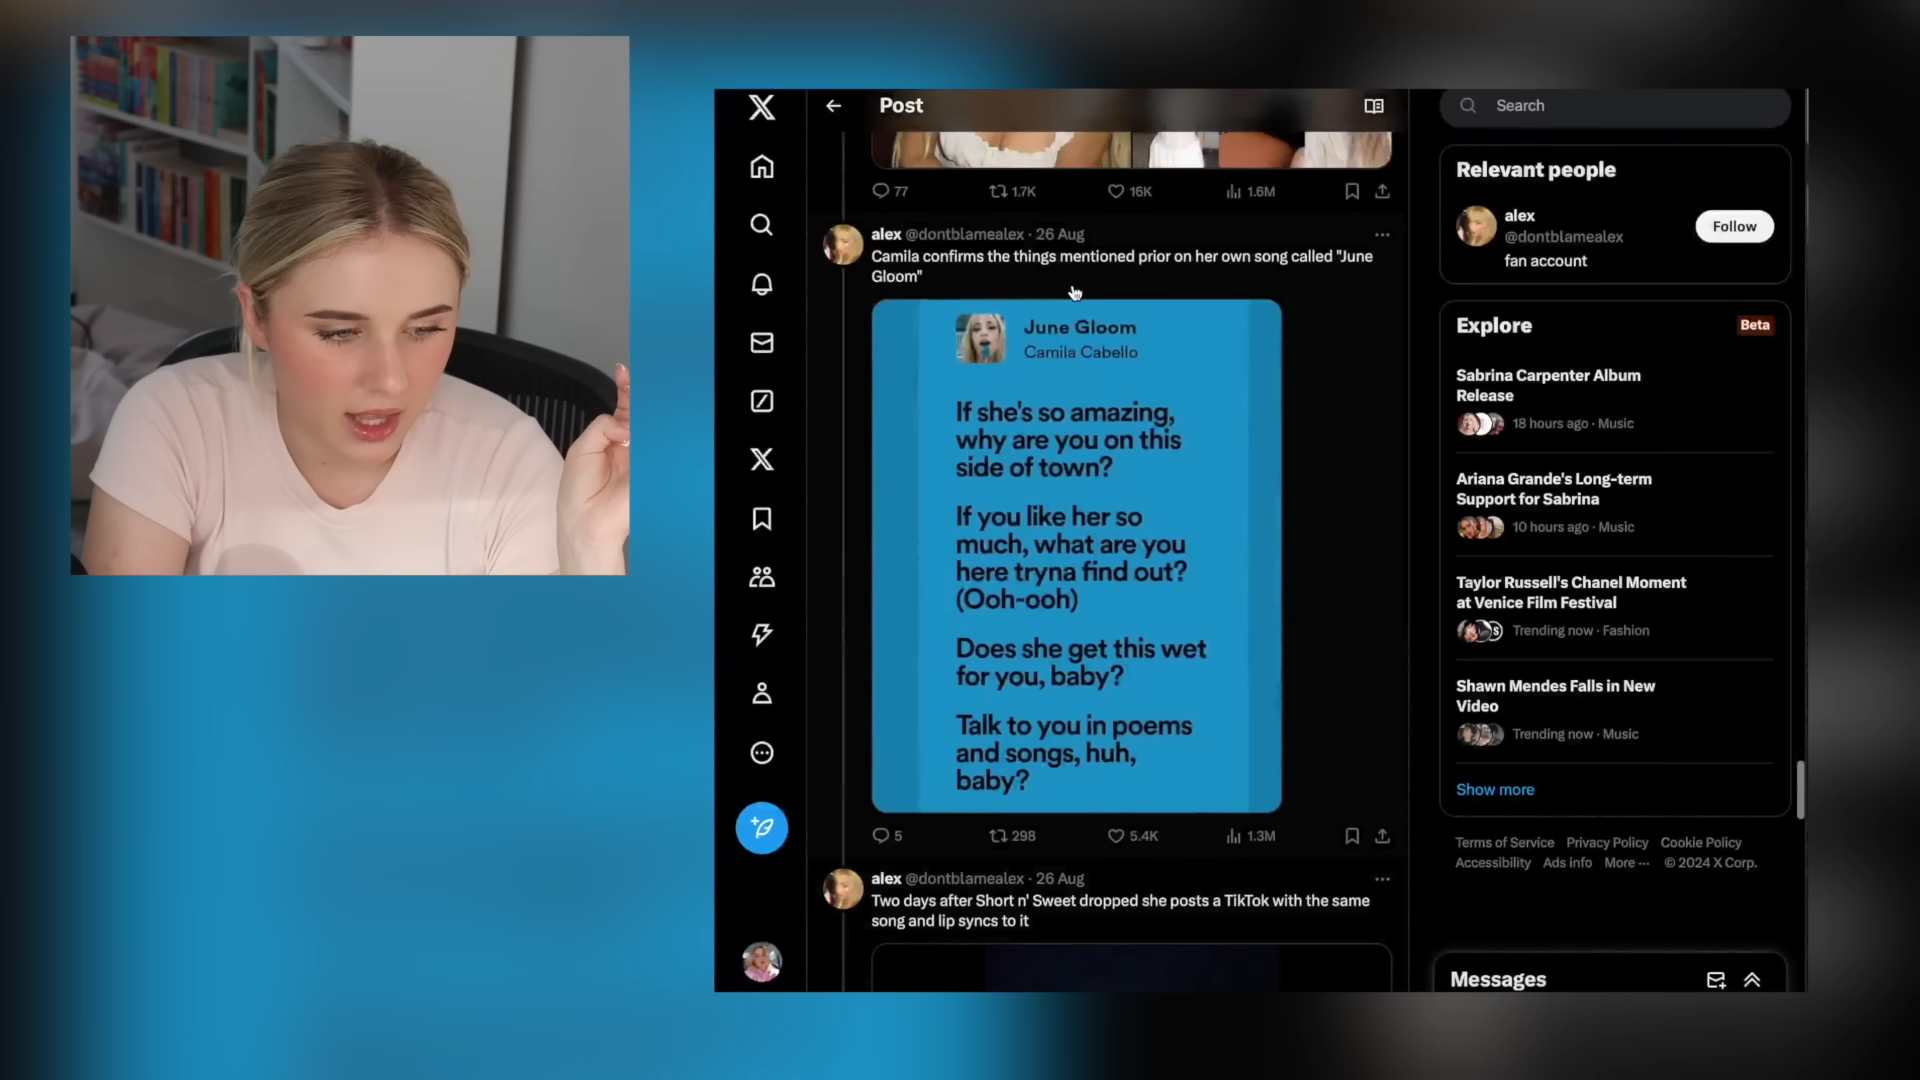 Post
Search
77
1.7K
16K
1.6M
alex @dontblamealex · 26 Aug
Camila confirms the things mentioned prior on her own song called "June
Gloom"
June Gloom
Camila Cabello
If she's so amazing,
why are you on this
side of town?
If you like her so
much, what are you
here tryna find out?
(Ooh-ooh)
Does she get this wet
for you, baby?
Talk to you in poems
and songs, huh,
baby?
5
298
5.4K
1.3M
alex @dontblamealex · 26 Aug
Two days after Short n' Sweet dropped she posts a TikTok with the same
song and lip syncs to it
Relevant people
alex
@dontblamealex
fan account
Follow
Explore
Beta
Sabrina Carpenter Album
Release
18 hours ago · Music
Ariana Grande's Long-term
Support for Sabrina
10 hours ago · Music
Taylor Russell's Chanel Moment
at Venice Film Festival
Trending now · Fashion
Shawn Mendes Falls in New
Video
Trending now · Music
Show more
Terms of Service Privacy Policy Cookie Policy
Accessibility Ads info More ··· © 2024 X Corp.
Messages